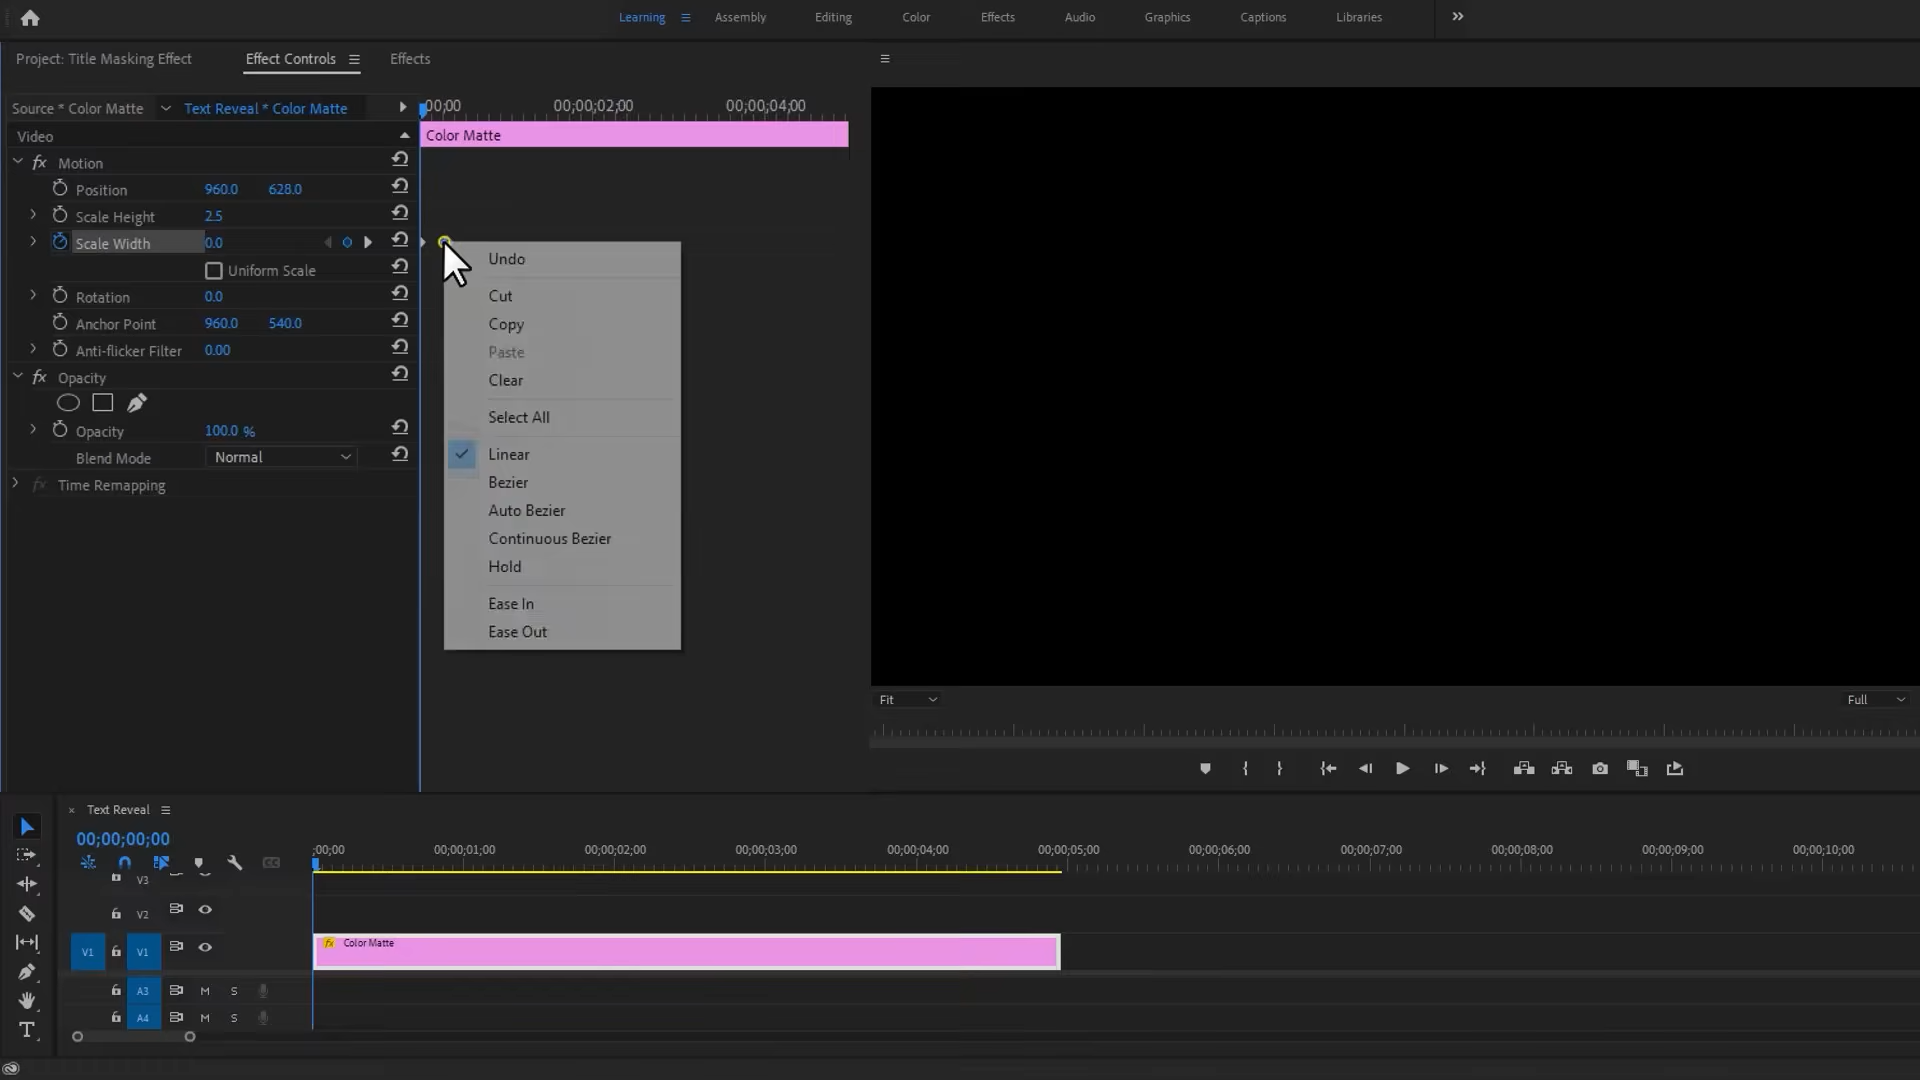 Learning Assembly Editing Color Effects Audio Graphics Captions Libraries
Project: Title Masking Effect Effect Controls Effects
Source * Color Matte Text Reveal * Color Matte
00;00 00;00;02;00 00;00;04;00
Video
Color Matte
fx Motion
Position 960.0 628.0
Scale Height 2.5
Scale Width 0.0
Uniform Scale
Rotation 0.0
Anchor Point 960.0 540.0
Anti-flicker Filter 0.00
fx Opacity
Opacity 100.0 %
Blend Mode Normal
fx Time Remapping
Undo
Cut
Copy
Paste
Clear
Select All
Linear
Bezier
Auto Bezier
Continuous Bezier
Hold
Ease In
Ease Out
Fit Full
× Text Reveal
00;00;00;00
;00;00 00;00;01;00 00;00;02;00 00;00;03;00 00;00;04;00 00;00;05;00 00;00;06;00 00;00;07;00 00;00;08;00 00;00;09;00 00;00;10;00
CC
V3
V2
V1 V1 fx Color Matte
A3 M S
A4 M S
T